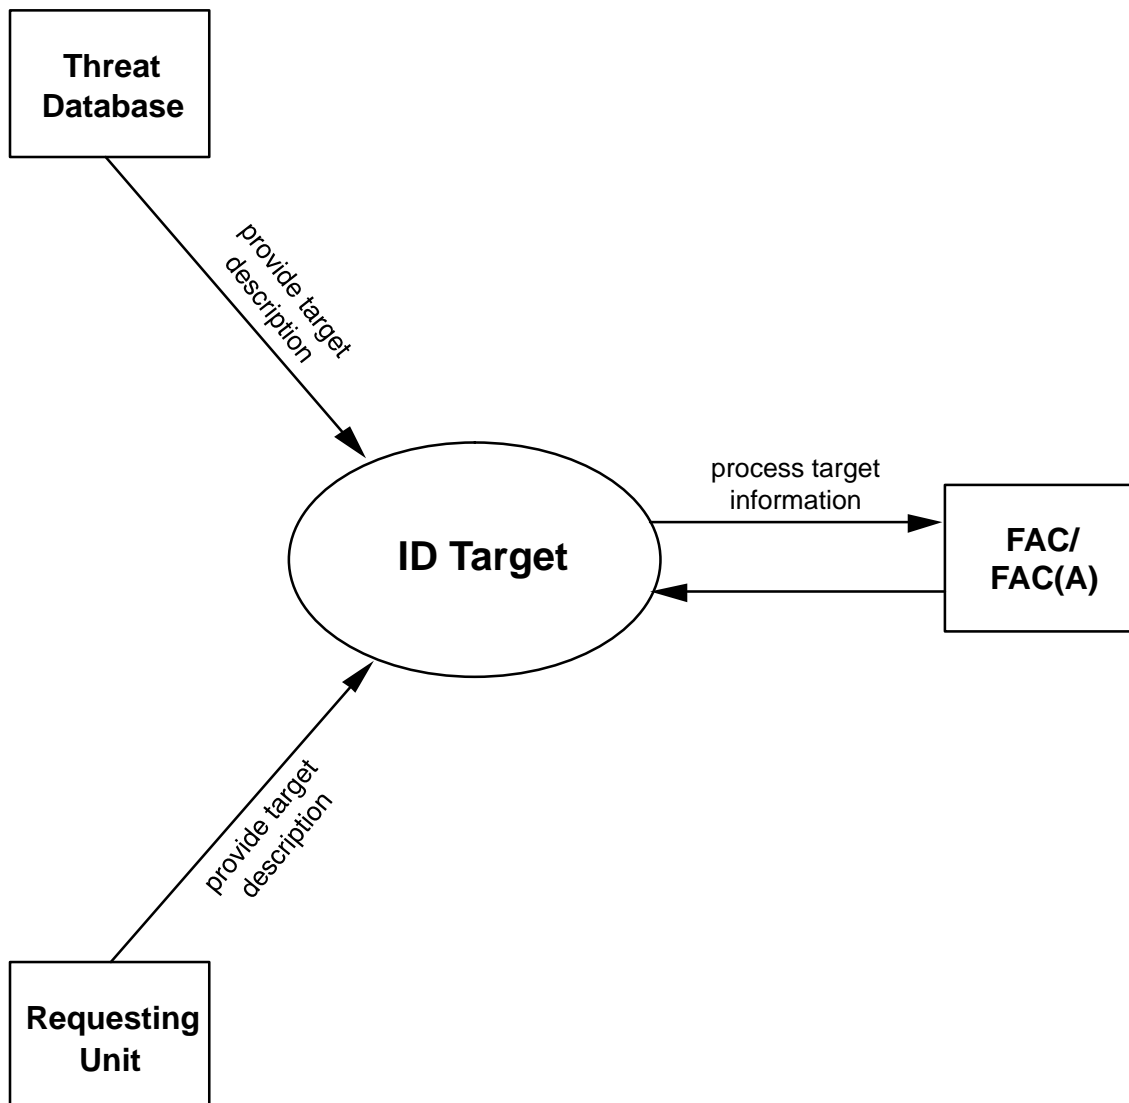 Threat
Database
provide target
description
process target
information
ID Target
FAC/
FAC(A)
provide target
description
Requesting
Unit